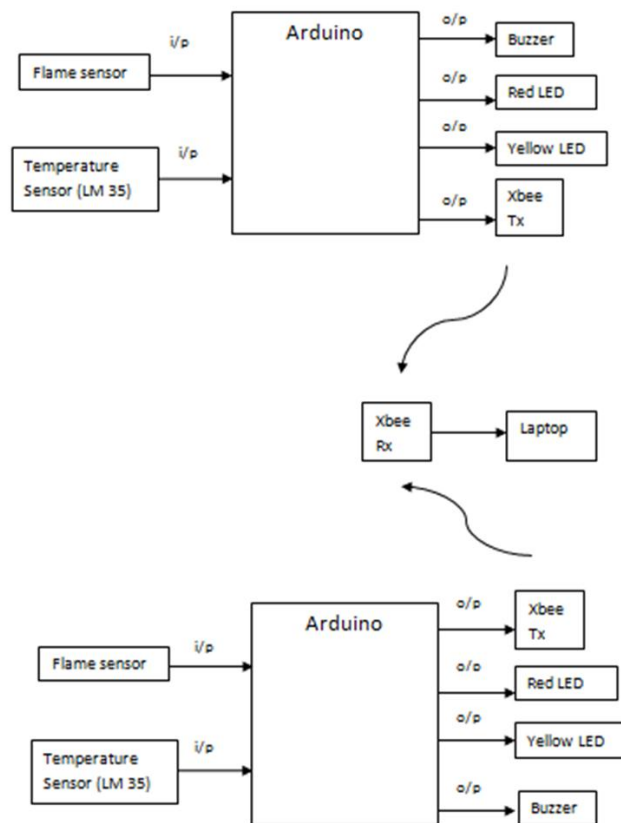 Arduino
o/p
Buzzer
i/p
Flame sensor
o/p
Red LED
o/p
Yellow LED
i/p
Temperature
Sensor (LM 35)
o/p
Xbee
Tx
Xbee
Rx
Laptop
Arduino
o/p
Xbee
Tx
i/p
Flame sensor
o/p
Red LED
o/p
Yellow LED
i/p
Temperature
Sensor (LM 35)
o/p
Buzzer